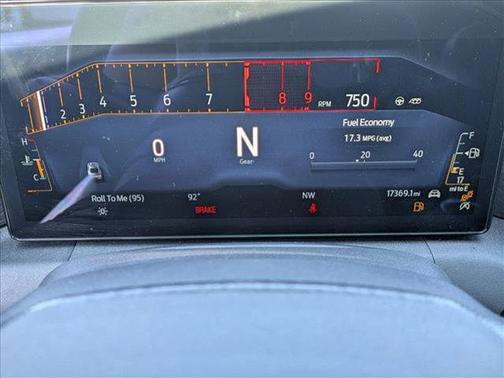 1 2 3 4 5 6 7 8 9
RPM 750
H
C
0
MPH
N
Gear
Fuel Economy
17.3 MPG (avg)
0 20 40
F
E
17
mi to E
Roll To Me (95) 92° NW 17369.1 mi
BRAKE